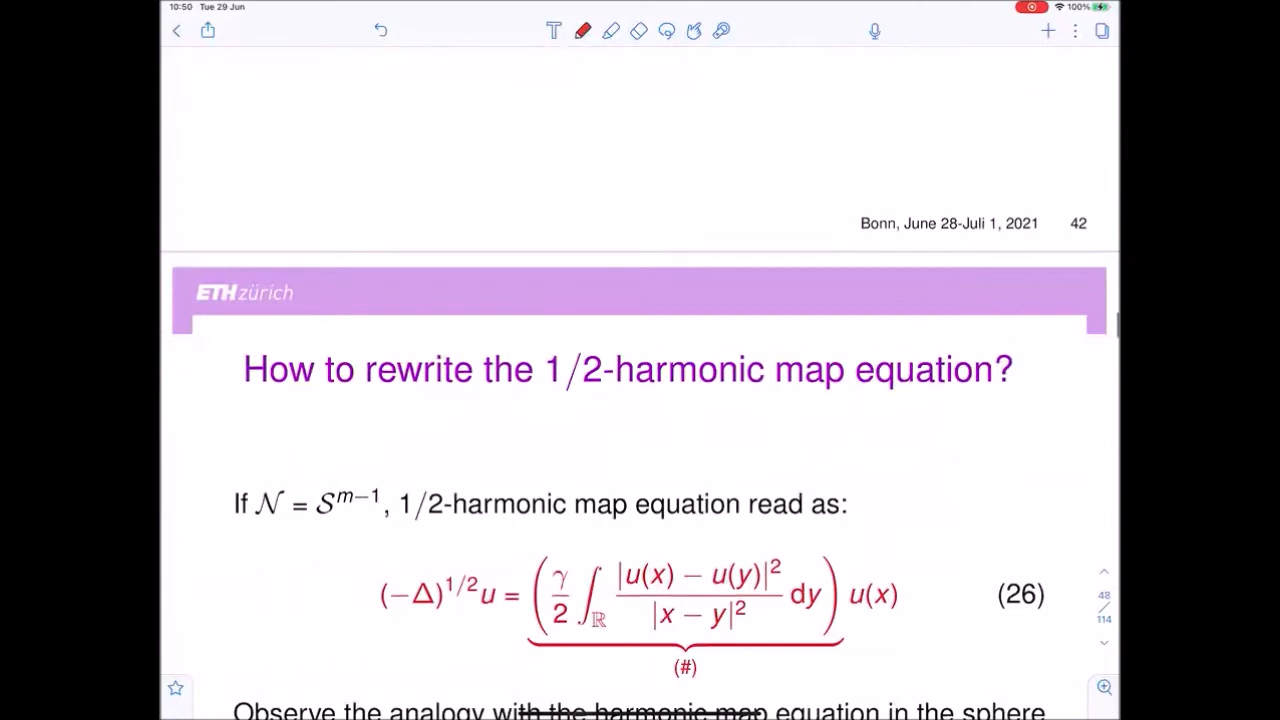 10:50 Tue 29 Jun
100%
Bonn, June 28-Juli 1, 2021 42
ETH zürich
How to rewrite the 1/2-harmonic map equation?
If 𝒩 = 𝒮^{m−1}, 1/2-harmonic map equation read as:
(−Δ)^{1/2}u = (γ/2 ∫_ℝ |u(x) − u(y)|²/|x − y|² dy) u(x) (26)
(#)
48
/
114
Observe the analogy with the harmonic map equation in the sphere